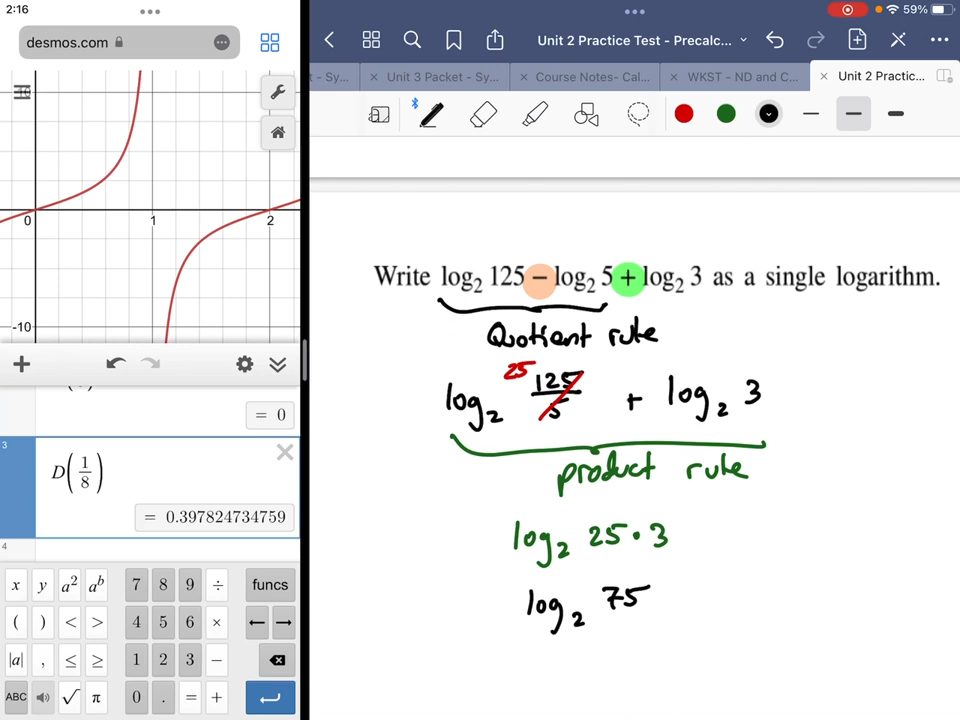 2:16
59%
desmos.com
Unit 2 Practice Test - Precalc...
t - Sy...
Unit 3 Packet - Sy...
Course Notes- Cal...
WKST - ND and C...
Unit 2 Practic...
0
1
2
-10
= 0
3
D(1/8)
= 0.397824734759
4
x y a² aᵇ 7 8 9 ÷ funcs
( ) < > 4 5 6 × ← →
|a| , ≤ ≥ 1 2 3 −
ABC √ π 0 . = +
Write log₂ 125 − log₂ 5 + log₂ 3 as a single logarithm.
Quotient rule
25
log₂ 125/5 + log₂ 3
product rule
log₂ 25 • 3
log₂ 75